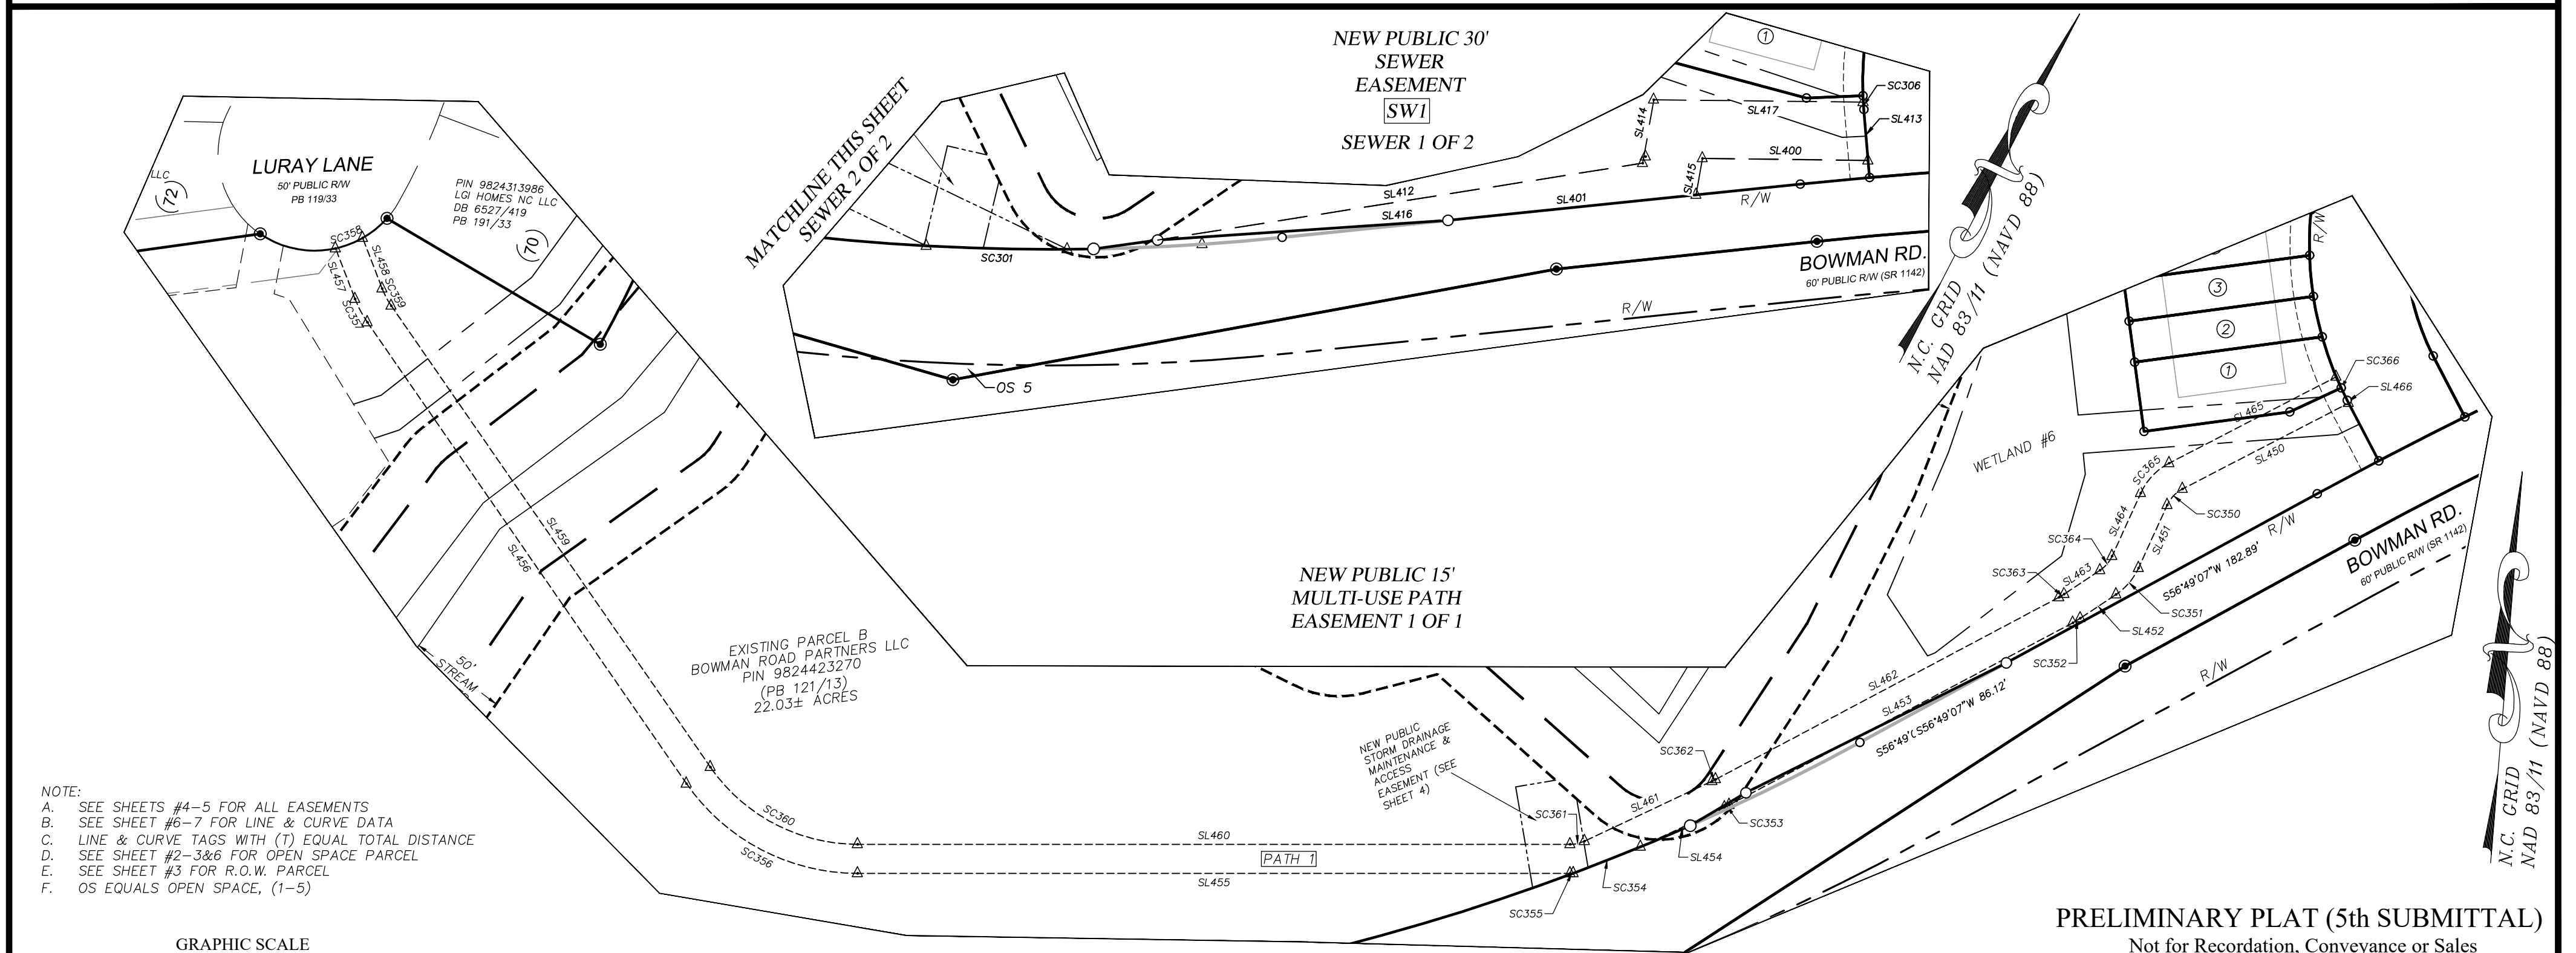 LURAY LANE
50' PUBLIC R/W
PB 119/33
LLC
(72)
PIN 9824313986
LGI HOMES NC LLC
DB 6527/419
PB 191/33
(70)
SC358
SL457
SL458
SC359
SC357
SL459
SL456
50'
STREAM
MATCHLINE THIS SHEET
SEWER 2 OF 2
NEW PUBLIC 30'
SEWER
EASEMENT
SW1
SEWER 1 OF 2
1
SC306
SL417
SL413
SL414
SL400
SL415
SL412
SL416
SL401
R/W
SC301
BOWMAN RD.
60' PUBLIC R/W (SR 1142)
R/W
OS 5
N.C. GRID
NAD 83/11 (NAVD 88)
R/W
3
2
1
SC366
SL466
SL465
WETLAND #6
SC365
SL450
SL464
SC350
SL451
SC364
SC363
SL463
S56°49'07"W 182.89'
R/W
BOWMAN RD.
60' PUBLIC R/W (SR 1142)
SC351
SL452
SC352
SL462
SL453
S56°49'( S56°49'07"W 86.12'
R/W
NEW PUBLIC 15'
MULTI-USE PATH
EASEMENT 1 OF 1
EXISTING PARCEL B
BOWMAN ROAD PARTNERS LLC
PIN 9824423270
(PB 121/13)
22.03± ACRES
NEW PUBLIC
STORM DRAINAGE
MAINTENANCE &
ACCESS
EASEMENT (SEE
SHEET 4)
SC362
SL461
SC361
SC353
SL454
SC354
SC355
SC360
SC356
SL460
PATH 1
SL455
N.C. GRID
NAD 83/11 (NAVD 88)
NOTE:
A. SEE SHEETS #4-5 FOR ALL EASEMENTS
B. SEE SHEET #6-7 FOR LINE & CURVE DATA
C. LINE & CURVE TAGS WITH (T) EQUAL TOTAL DISTANCE
D. SEE SHEET #2-3&6 FOR OPEN SPACE PARCEL
E. SEE SHEET #3 FOR R.O.W. PARCEL
F. OS EQUALS OPEN SPACE, (1-5)
GRAPHIC SCALE
PRELIMINARY PLAT (5th SUBMITTAL)
Not for Recordation, Conveyance or Sales